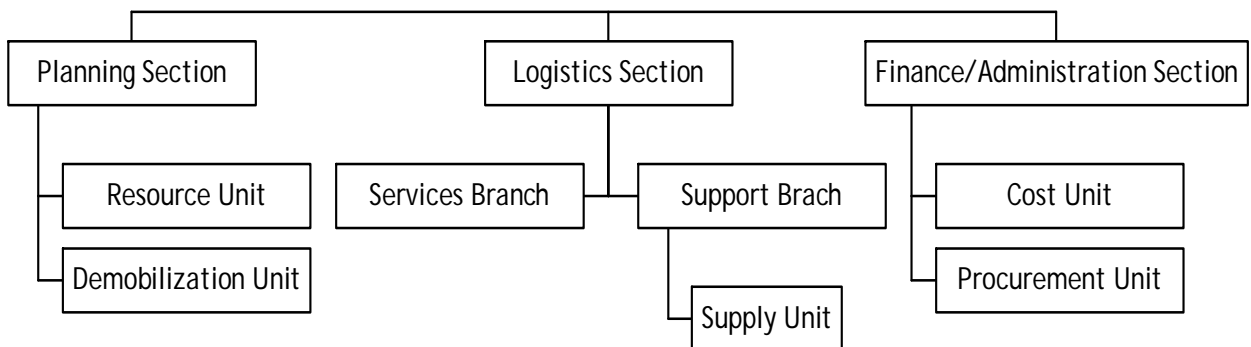 Planning Section
Logistics Section
Finance/Administration Section
Resource Unit
Services Branch
Support Brach
Cost Unit
Demobilization Unit
Procurement Unit
Supply Unit